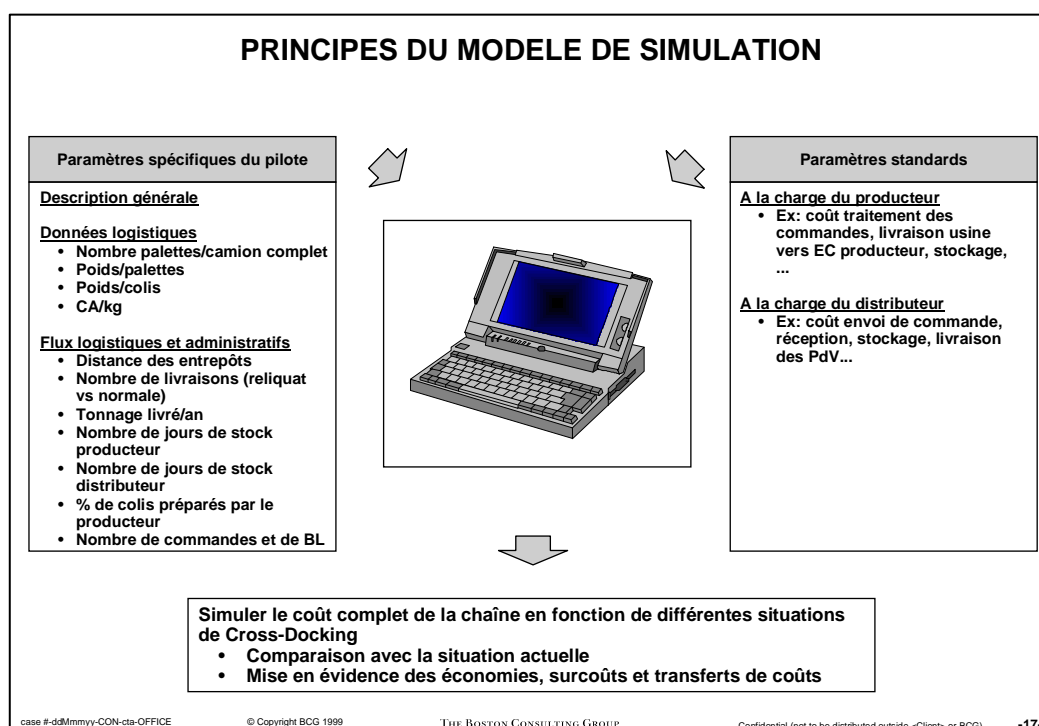 PRINCIPES DU MODELE DE SIMULATION
Paramètres spécifiques du pilote
Description générale
Données logistiques
• Nombre palettes/camion complet
• Poids/palettes
• Poids/colis
• CA/kg
Flux logistiques et administratifs
• Distance des entrepôts
• Nombre de livraisons (reliquat
vs normale)
• Tonnage livré/an
• Nombre de jours de stock
producteur
• Nombre de jours de stock
distributeur
• % de colis préparés par le
producteur
• Nombre de commandes et de BL
Paramètres standards
A la charge du producteur
• Ex: coût traitement des
commandes, livraison usine
vers EC producteur, stockage,
...
A la charge du distributeur
• Ex: coût envoi de commande,
réception, stockage, livraison
des PdV...
Simuler le coût complet de la chaîne en fonction de différentes situations
de Cross-Docking
• Comparaison avec la situation actuelle
• Mise en évidence des économies, surcoûts et transferts de coûts
case #-ddMmmyy-CON-cta-OFFICE © Copyright BCG 1999 THE BOSTON CONSULTING GROUP Confidential (not to be distributed outside <Client> or BCG) -17-